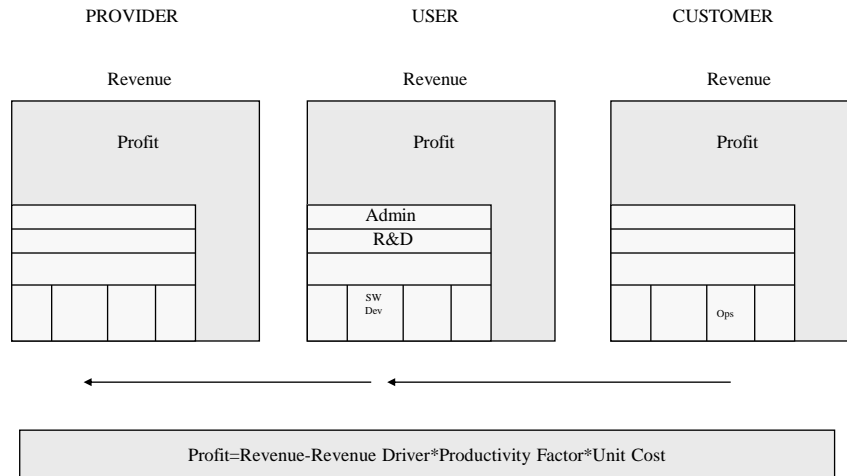 PROVIDER
USER
CUSTOMER
Revenue
Revenue
Revenue
Profit
Profit
Profit
Admin
R&D
SW
Dev
Ops
Profit=Revenue-Revenue Driver*Productivity Factor*Unit Cost